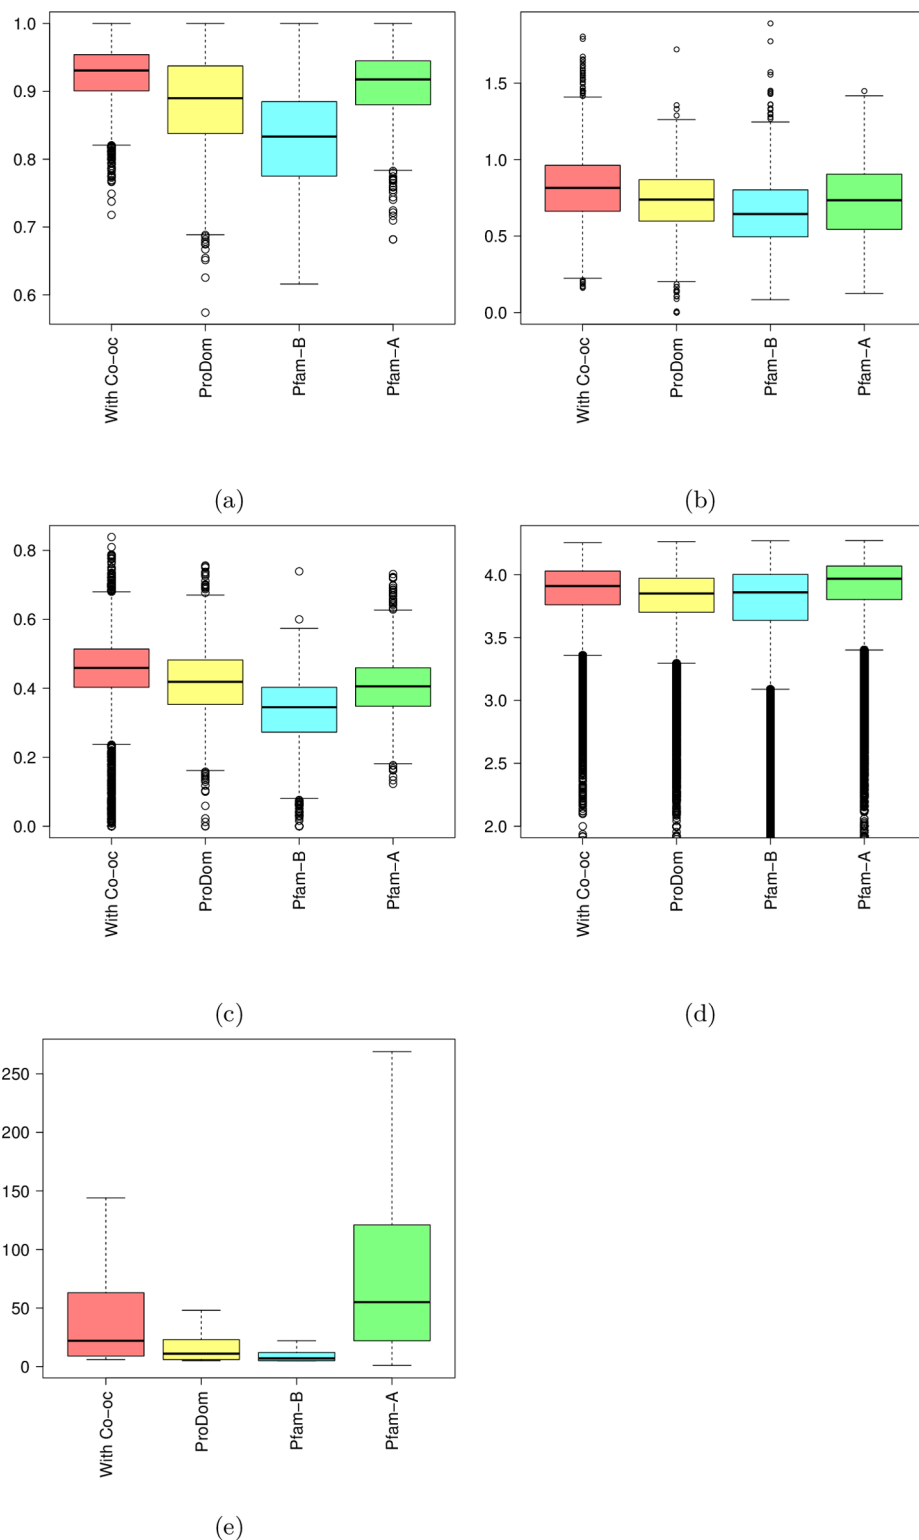 1.0
0.9
0.8
0.7
0.6
With Co-oc
ProDom
Pfam-B
Pfam-A
(a)
1.5
1.0
0.5
0.0
With Co-oc
ProDom
Pfam-B
Pfam-A
(b)
0.8
0.6
0.4
0.2
0.0
With Co-oc
ProDom
Pfam-B
Pfam-A
(c)
4.0
3.5
3.0
2.5
2.0
With Co-oc
ProDom
Pfam-B
Pfam-A
(d)
250
200
150
100
50
0
With Co-oc
ProDom
Pfam-B
Pfam-A
(e)